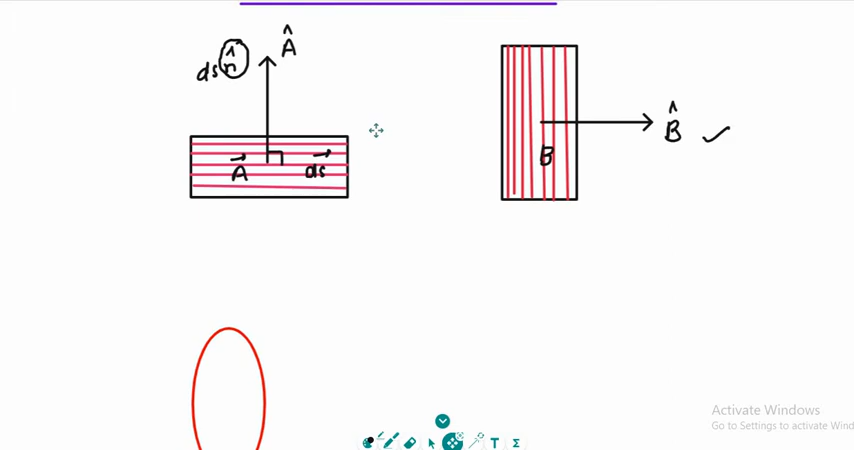 ds n̂
Â
A⃗
ds⃗
B̂
B
T
Σ
Activate Windows
Go to Settings to activate Wind